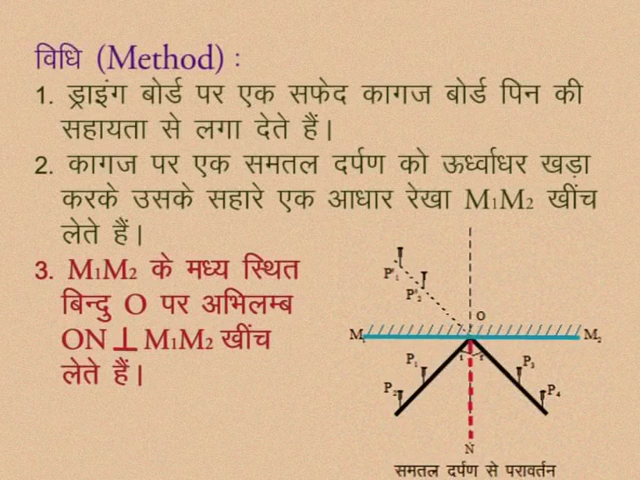 विधि (Method) :
1. ड्राइंग बोर्ड पर एक सफेद कागज बोर्ड पिन की
सहायता से लगा देते हैं।
2. कागज पर एक समतल दर्पण को ऊर्ध्वाधर खड़ा
करके उसके सहारे एक आधार रेखा M1M2 खींच
लेते हैं।
3. M1M2 के मध्य स्थित
बिन्दु O पर अभिलम्ब
ON ⊥ M1M2 खींच
लेते हैं।
P'1
P'2
O
M1 M2
i r
P1 P3
P2 P4
N
समतल दर्पण से परावर्तन